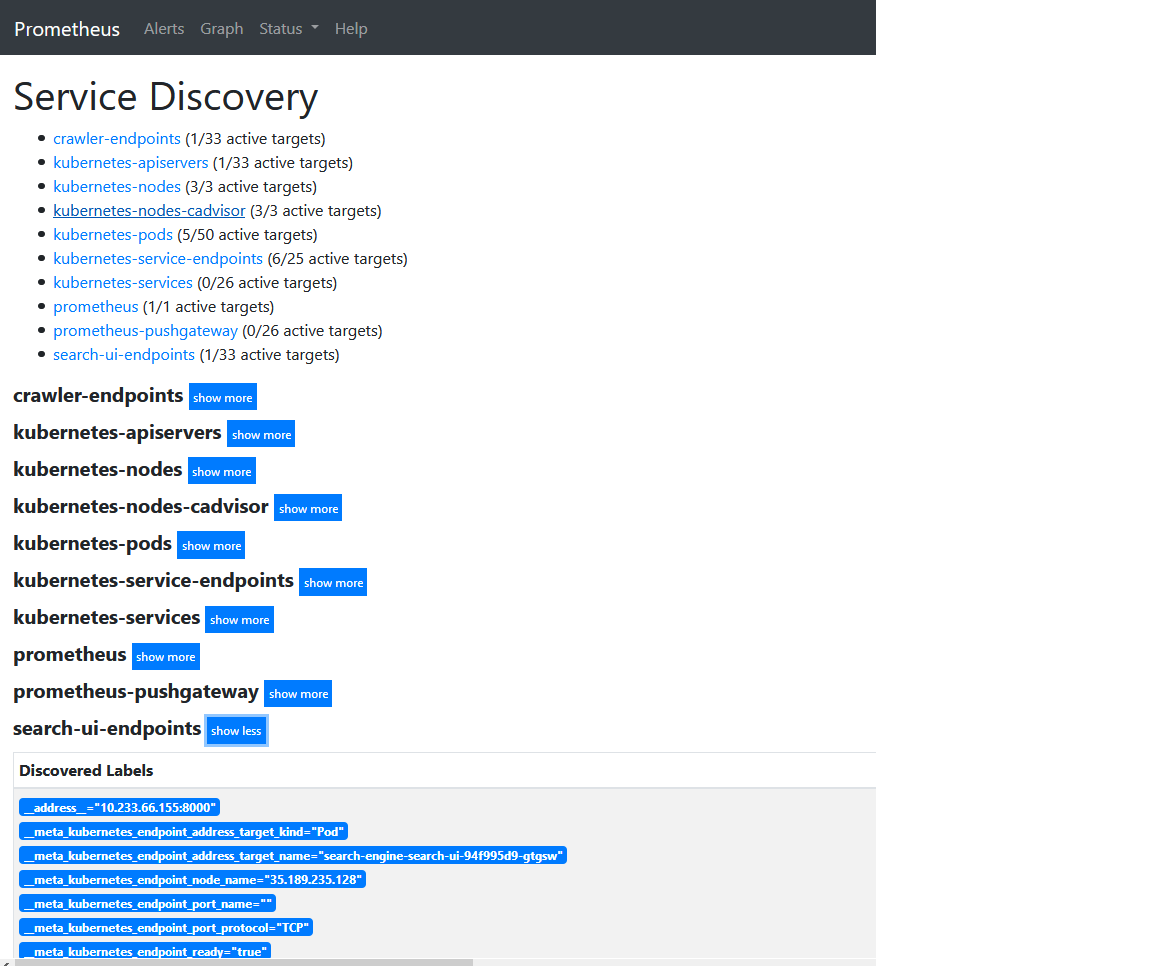 Prometheus Alerts Graph Status Help
Service Discovery
crawler-endpoints (1/33 active targets)
kubernetes-apiservers (1/33 active targets)
kubernetes-nodes (3/3 active targets)
kubernetes-nodes-cadvisor (3/3 active targets)
kubernetes-pods (5/50 active targets)
kubernetes-service-endpoints (6/25 active targets)
kubernetes-services (0/26 active targets)
prometheus (1/1 active targets)
prometheus-pushgateway (0/26 active targets)
search-ui-endpoints (1/33 active targets)
crawler-endpoints show more
kubernetes-apiservers show more
kubernetes-nodes show more
kubernetes-nodes-cadvisor show more
kubernetes-pods show more
kubernetes-service-endpoints show more
kubernetes-services show more
prometheus show more
prometheus-pushgateway show more
search-ui-endpoints show less
Discovered Labels
__address__="10.233.66.155:8000"
__meta_kubernetes_endpoint_address_target_kind="Pod"
__meta_kubernetes_endpoint_address_target_name="search-engine-search-ui-94f995d9-gtgsw"
__meta_kubernetes_endpoint_node_name="35.189.235.128"
__meta_kubernetes_endpoint_port_name=""
__meta_kubernetes_endpoint_port_protocol="TCP"
__meta_kubernetes_endpoint_ready="true"